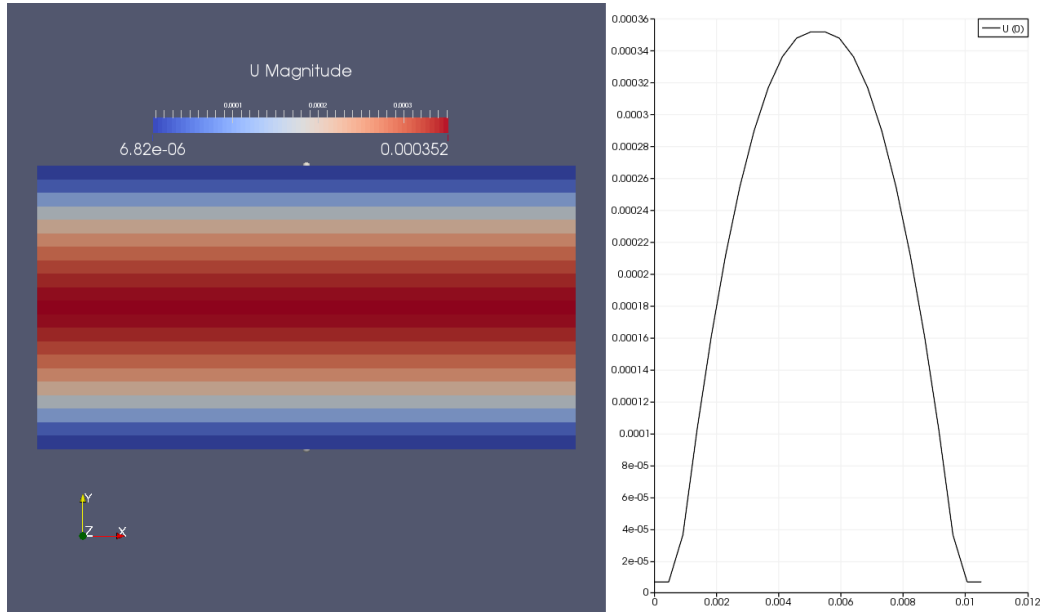 U Magnitude
0.0001 0.0002 0.0003
6.82e-06 0.000352
Y
Z X
U (0)
0.00036
0.00034
0.00032
0.0003
0.00028
0.00026
0.00024
0.00022
0.0002
0.00018
0.00016
0.00014
0.00012
0.0001
8e-05
6e-05
4e-05
2e-05
0
0 0.002 0.004 0.006 0.008 0.01 0.012